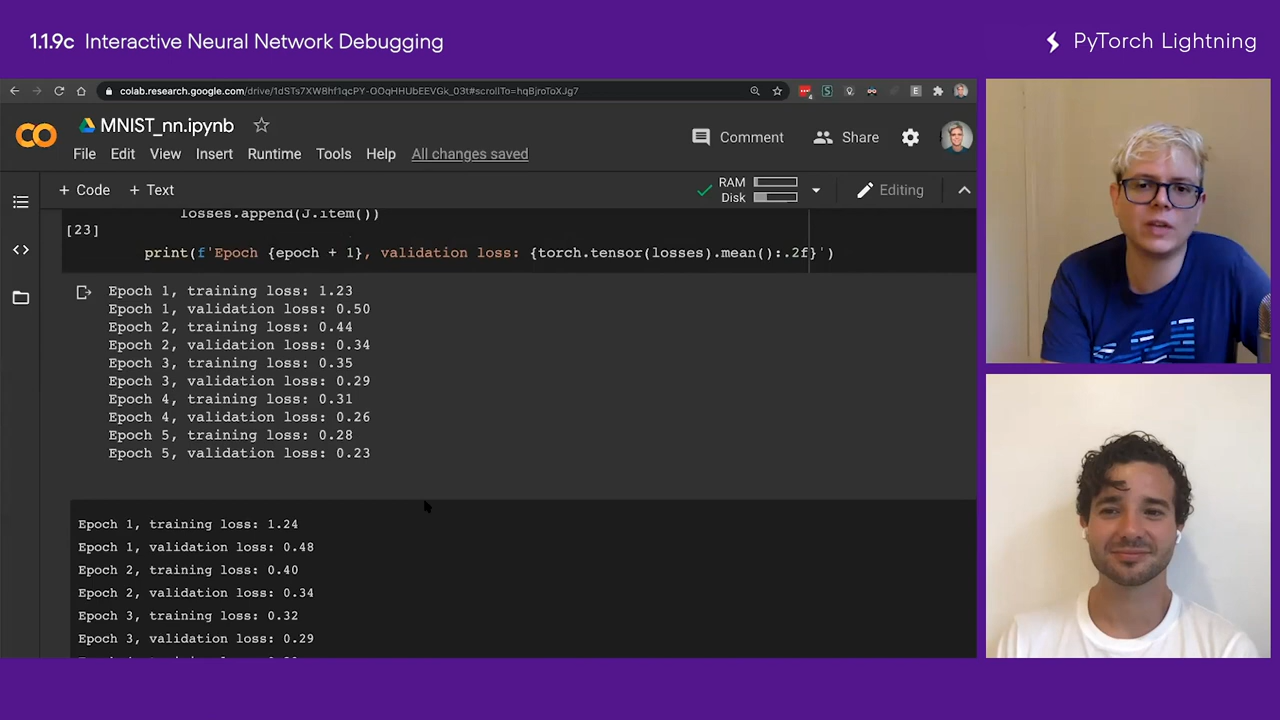 1.1.9c Interactive Neural Network Debugging
PyTorch Lightning
colab.research.google.com/drive/1dSTs7XW8hf1qcPY-OOqHHUbEEVGk_03t#scrollTo=hqBjroToXJg7
MNIST_nn.ipynb
Comment
Share
File Edit View Insert Runtime Tools Help All changes saved
+ Code + Text
RAM
Disk
Editing
losses.append(J.item())
[23]
print(f'Epoch {epoch + 1}, validation loss: {torch.tensor(losses).mean():.2f}')
Epoch 1, training loss: 1.23
Epoch 1, validation loss: 0.50
Epoch 2, training loss: 0.44
Epoch 2, validation loss: 0.34
Epoch 3, training loss: 0.35
Epoch 3, validation loss: 0.29
Epoch 4, training loss: 0.31
Epoch 4, validation loss: 0.26
Epoch 5, training loss: 0.28
Epoch 5, validation loss: 0.23
Epoch 1, training loss: 1.24
Epoch 1, validation loss: 0.48
Epoch 2, training loss: 0.40
Epoch 2, validation loss: 0.34
Epoch 3, training loss: 0.32
Epoch 3, validation loss: 0.29